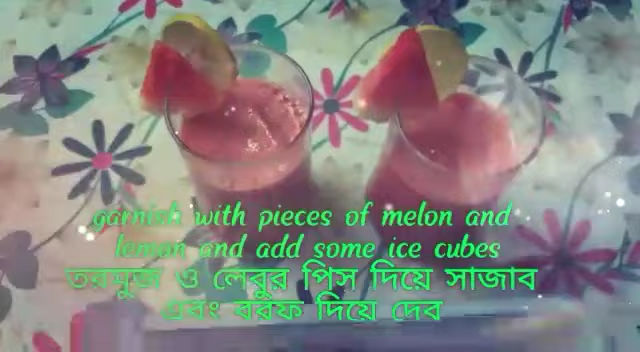 garnish with pieces of melon and
lemon and add some ice cubes
তরমুজ ও লেবুর পিস দিয়ে সাজাব
এবং বরফ দিয়ে দেব